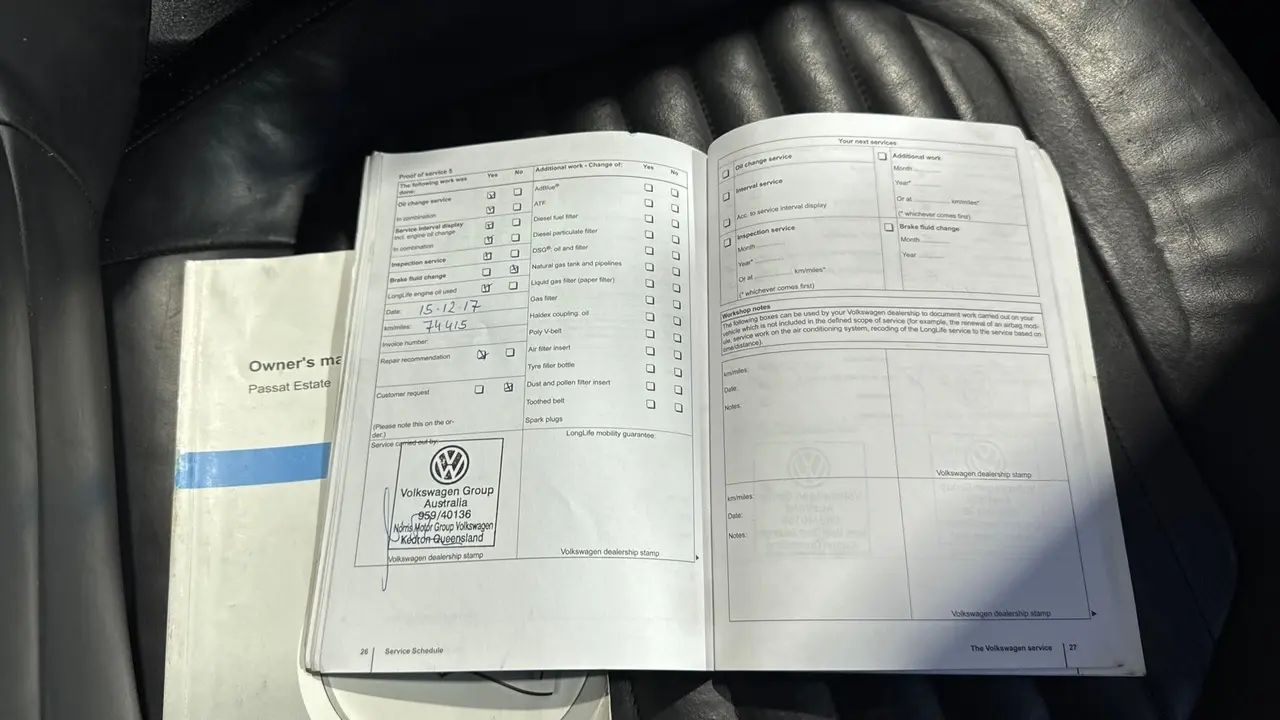 Owner's ma
Passat Estate
Proof of service 5
The following work was done:
Yes
No
Oil change service
In combination
Service interval display
incl. engine oil change
In combination
Inspection service
Brake fluid change
LongLife engine oil used
Date: 15.12.17
km/miles: 74415
Invoice number:
Repair recommendation
Customer request
(Please note this on the or-
der.)
Service carried out by:
Volkswagen Group
Australia
959/40136
Norris Motor Group Volkswagen
Kedron Queensland
Volkswagen dealership stamp
Additional work - Change of:
Yes
No
AdBlue®
ATF
Diesel fuel filter
Diesel particulate filter
DSG®: oil and filter
Natural gas tank and pipelines
Liquid gas filter (paper filter)
Gas filter
Haldex coupling: oil
Poly V-belt
Air filter insert
Tyre filler bottle
Dust and pollen filter insert
Toothed belt
Spark plugs
LongLife mobility guarantee:
Volkswagen dealership stamp
26
Service Schedule
Your next services:
Oil change service
Interval service
Acc. to service interval display
Inspection service
Month
Year*
Or at km/miles*
(* whichever comes first)
Additional work:
Month
Year*
Or at km/miles*
(* whichever comes first)
Brake fluid change
Month
Year
Workshop notes
The following boxes can be used by your Volkswagen dealership to document work carried out on your
vehicle which is not included in the defined scope of service (for example, the renewal of an airbag mod-
ule, service work on the air conditioning system, recoding of the LongLife service to the service based on
time/distance).
km/miles:
Date:
Notes:
Volkswagen dealership stamp
km/miles:
Date:
Notes:
Volkswagen dealership stamp
The Volkswagen service
27